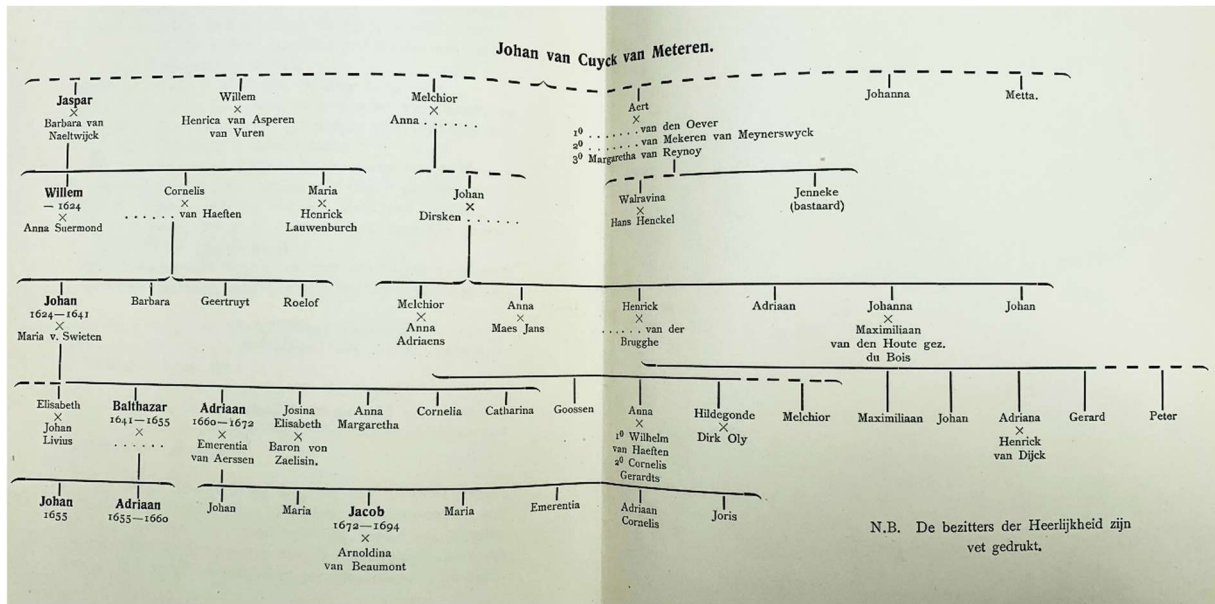 Johan van Cuyck van Meteren.
Jaspar
×
Barbara van
Naeltwijck
Willem
×
Henrica van Asperen
van Vuren
Melchior
×
Anna . . . . . .
Aert
×
1⁰ . . . . . . . van den Oever
2⁰ . . . . . . . van Mekeren van Meynerswyck
3⁰ Margaretha van Reynoy
Johanna
Metta.
Willem
— 1624
×
Anna Suermond
Cornelis
×
. . . . . . van Haeften
Maria
×
Henrick
Lauwenburch
Johan
×
Dirsken . . . . . .
Walravina
×
Hans Henckel
Jenneke
(bastaard)
Johan
1624—1641
×
Maria v. Swieten
Barbara
Geertruyt
Roelof
Melchior
×
Anna
Adriaens
Anna
×
Maes Jans
Henrick
×
. . . . . . van der
Brugghe
Adriaan
Johanna
×
Maximiliaan
van den Houte gez.
du Bois
Johan
Elisabeth
×
Johan
Livius
Balthazar
1641—1655
×
. . . . . .
Adriaan
1660—1672
×
Emerentia
van Aerssen
Josina
Elisabeth
×
Baron von
Zaelisin.
Anna
Margaretha
Cornelia
Catharina
Goossen
Anna
×
1⁰ Wilhelm
van Haeften
2⁰ Cornelis
Gerardts
Hildegonde
×
Dirk Oly
Melchior
Maximiliaan
Johan
Adriana
×
Henrick
van Dijck
Gerard
Peter
Johan
1655
Adriaan
1655—1660
Johan
Maria
Jacob
1672—1694
×
Arnoldina
van Beaumont
Maria
Emerentia
Adriaan
Cornelis
Joris
N.B. De bezitters der Heerlijkheid zijn
vet gedrukt.